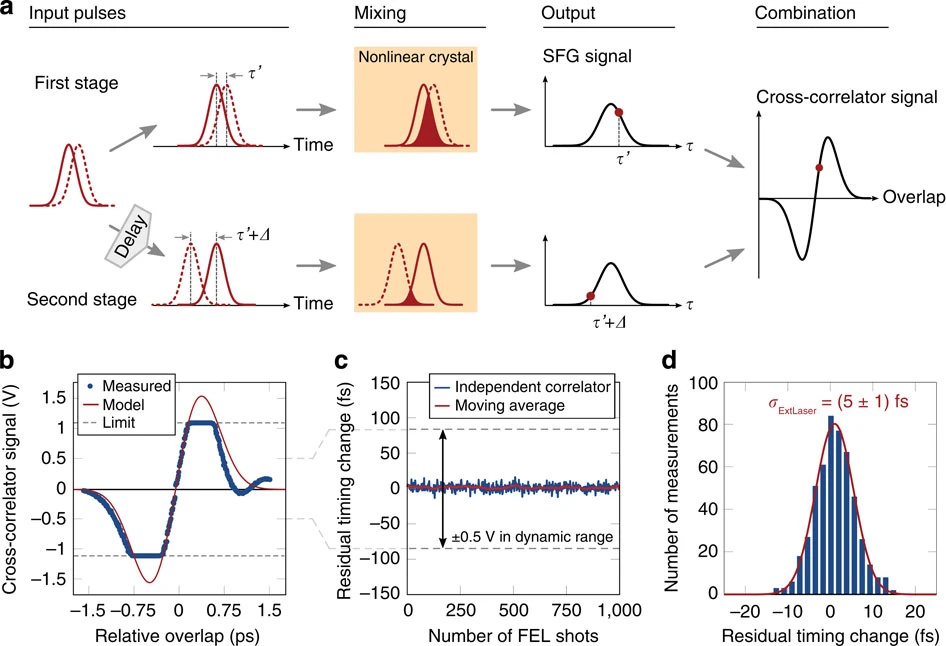 a
Input pulses
Mixing
Output
Combination
First stage
τ′
Time
Nonlinear crystal
SFG signal
τ
τ′
Cross-correlator signal
Overlap
Delay
Second stage
τ′+Δ
Time
τ
τ′+Δ
b
Cross-correlator signal (V)
Measured
Model
Limit
1.5
1
0.5
0
−0.5
−1
−1.5
−1.5 −0.75 0 0.75 1.5
Relative overlap (ps)
c
Residual timing change (fs)
150
100
50
0
−50
−100
−150
Independent correlator
Moving average
±0.5 V in dynamic range
0 250 500 750 1,000
Number of FEL shots
d
Number of measurements
100
80
60
40
20
0
σExtLaser = (5 ± 1) fs
−20 −10 0 10 20
Residual timing change (fs)